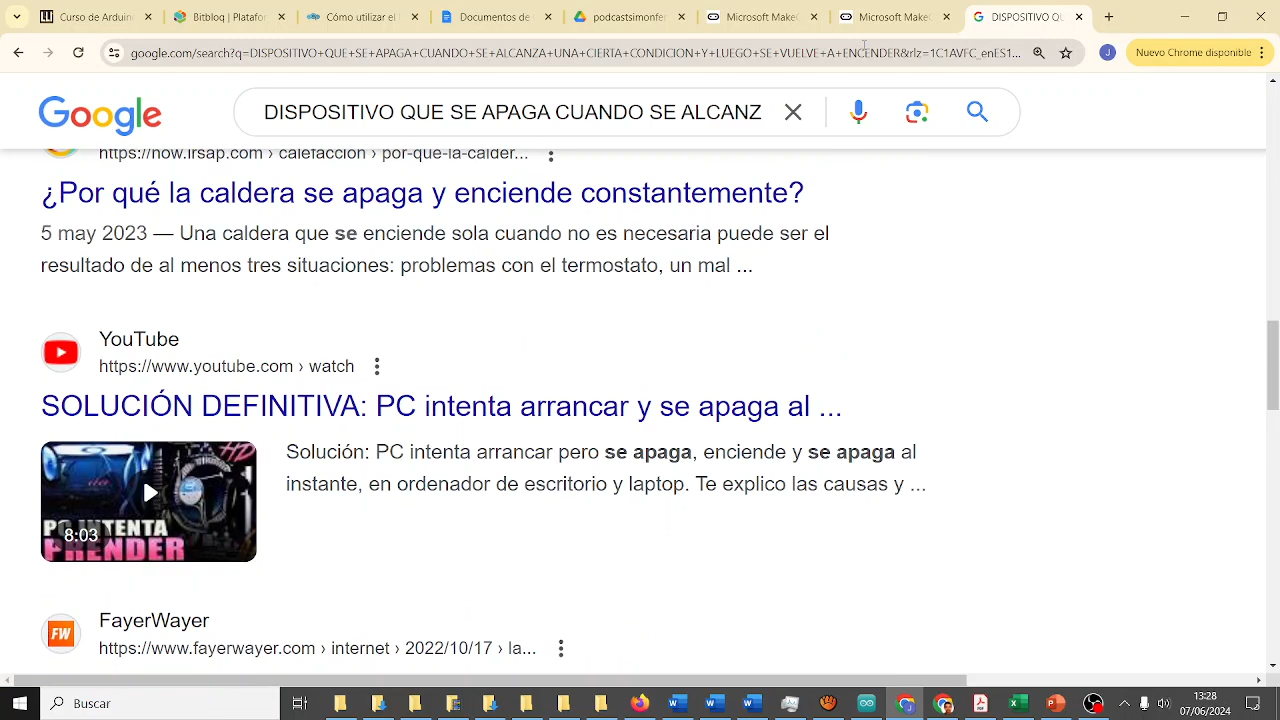 Curso de Arduin
Bitbloq | Platafor
Cómo utilizar el l
Documentos de
podcastsimonfer
Microsoft MakeC
Microsoft MakeC
DISPOSITIVO QU
google.com/search?q=DISPOSITIVO+QUE+SE+APAGA+CUANDO+SE+ALCANZA+UNA+CIERTA+CONDICION+Y+LUEGO+SE+VUELVE+A+ENCENDER&rlz=1C1AVFC_enES1...
J
Nuevo Chrome disponible
Google
DISPOSITIVO QUE SE APAGA CUANDO SE ALCANZ
https://now.irsap.com › calefaccion › por-que-la-calder...
¿Por qué la caldera se apaga y enciende constantemente?
5 may 2023 — Una caldera que se enciende sola cuando no es necesaria puede ser el
resultado de al menos tres situaciones: problemas con el termostato, un mal ...
YouTube
https://www.youtube.com › watch
SOLUCIÓN DEFINITIVA: PC intenta arrancar y se apaga al ...
HD
PC INTENTA
PRENDER
8:03
Solución: PC intenta arrancar pero se apaga, enciende y se apaga al
instante, en ordenador de escritorio y laptop. Te explico las causas y ...
FW
FayerWayer
https://www.fayerwayer.com › internet › 2022/10/17 › la...
Buscar
13:28
07/06/2024